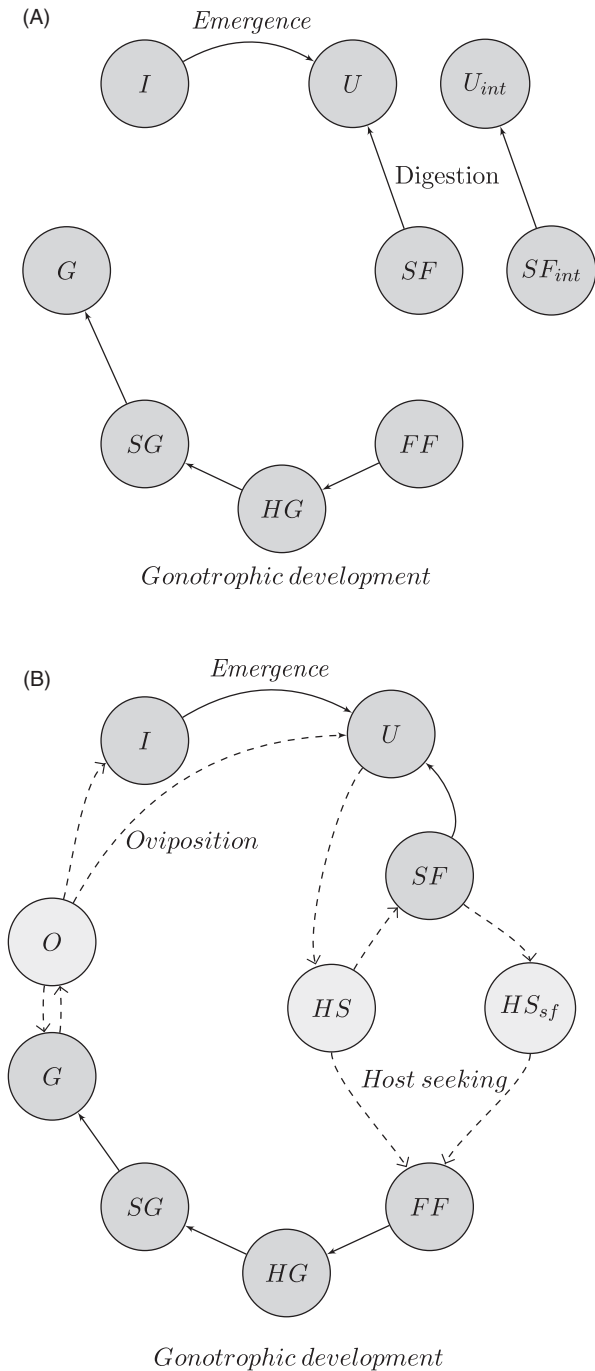 (A)
Emergence
I
U
U_int
Digestion
G
SF
SF_int
SG
FF
HG
Gonotrophic development
(B)
Emergence
I
U
Oviposition
SF
O
HS
HS_sf
G
Host seeking
SG
FF
HG
Gonotrophic development